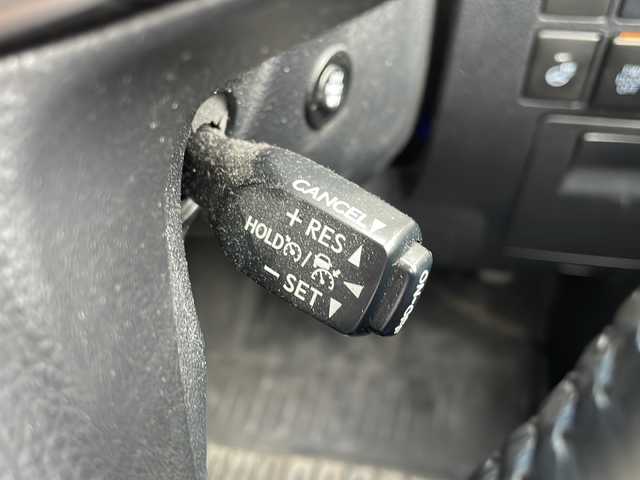 CANCEL
+ RES
HOLD /
− SET
ON·OFF